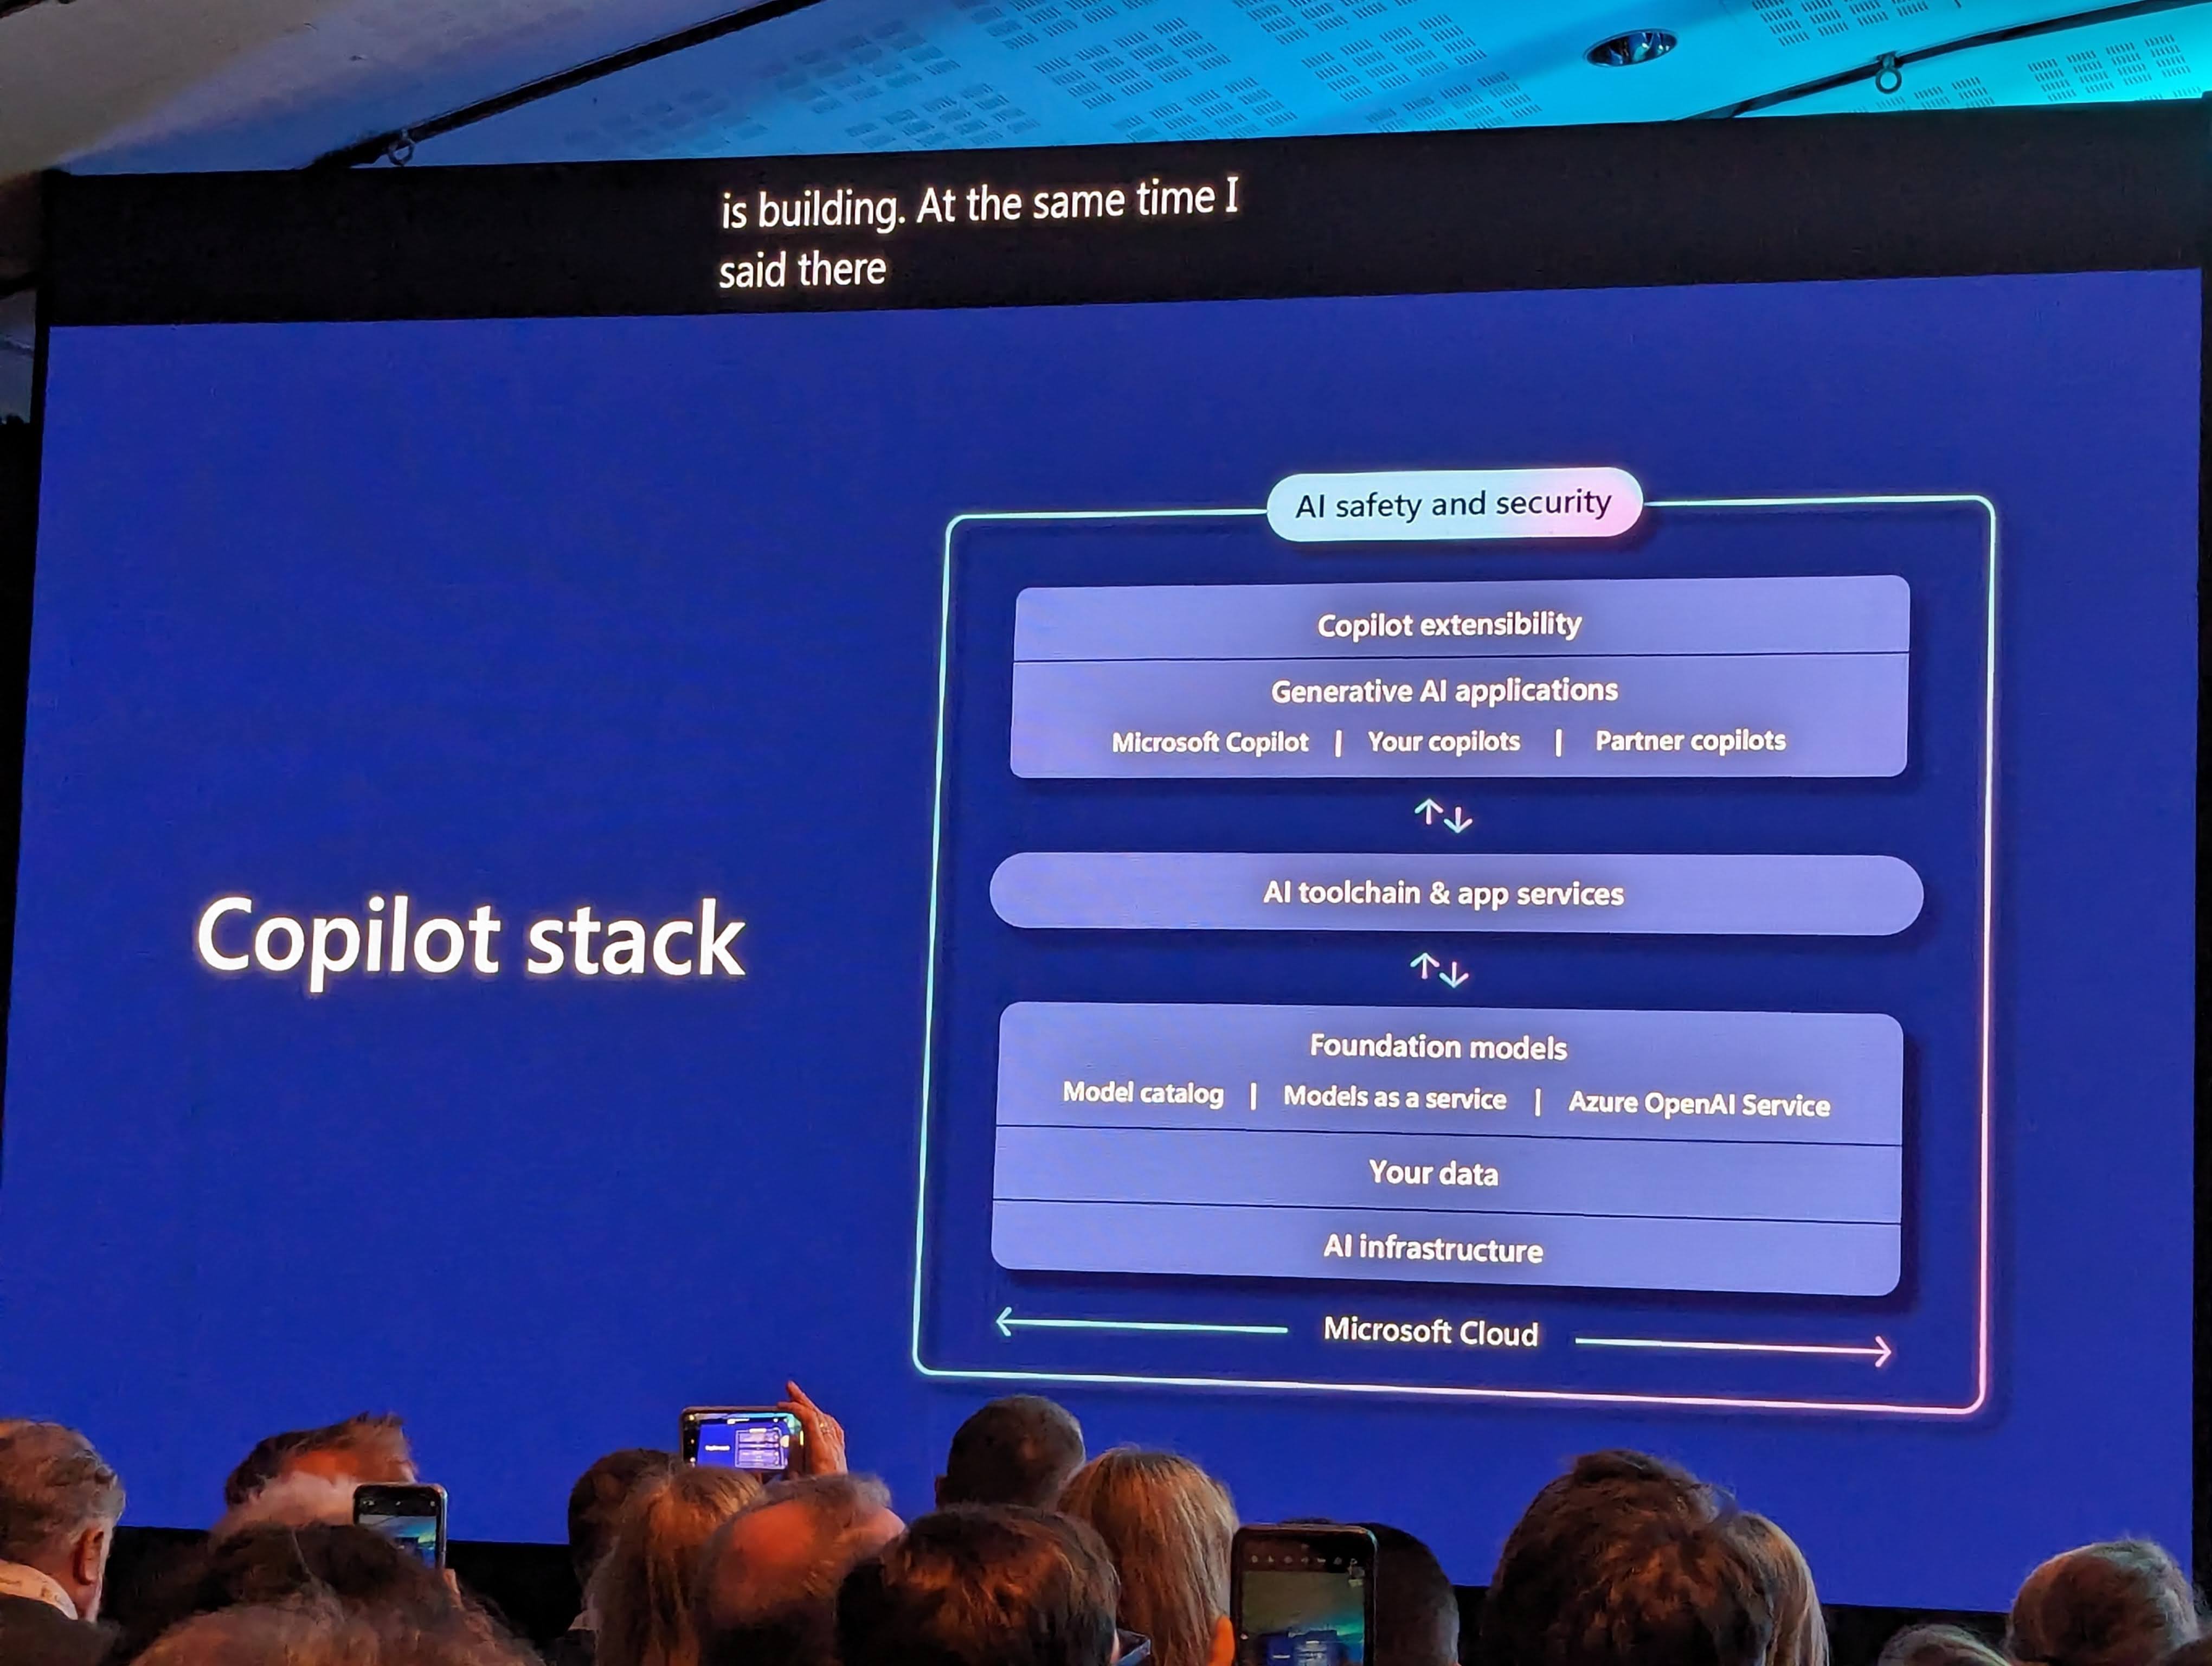 is building. At the same time I
said there
Copilot stack
AI safety and security
Copilot extensibility
Generative AI applications
Microsoft Copilot | Your copilots | Partner copilots
AI toolchain & app services
Foundation models
Model catalog | Models as a service | Azure OpenAI Service
Your data
AI infrastructure
Microsoft Cloud